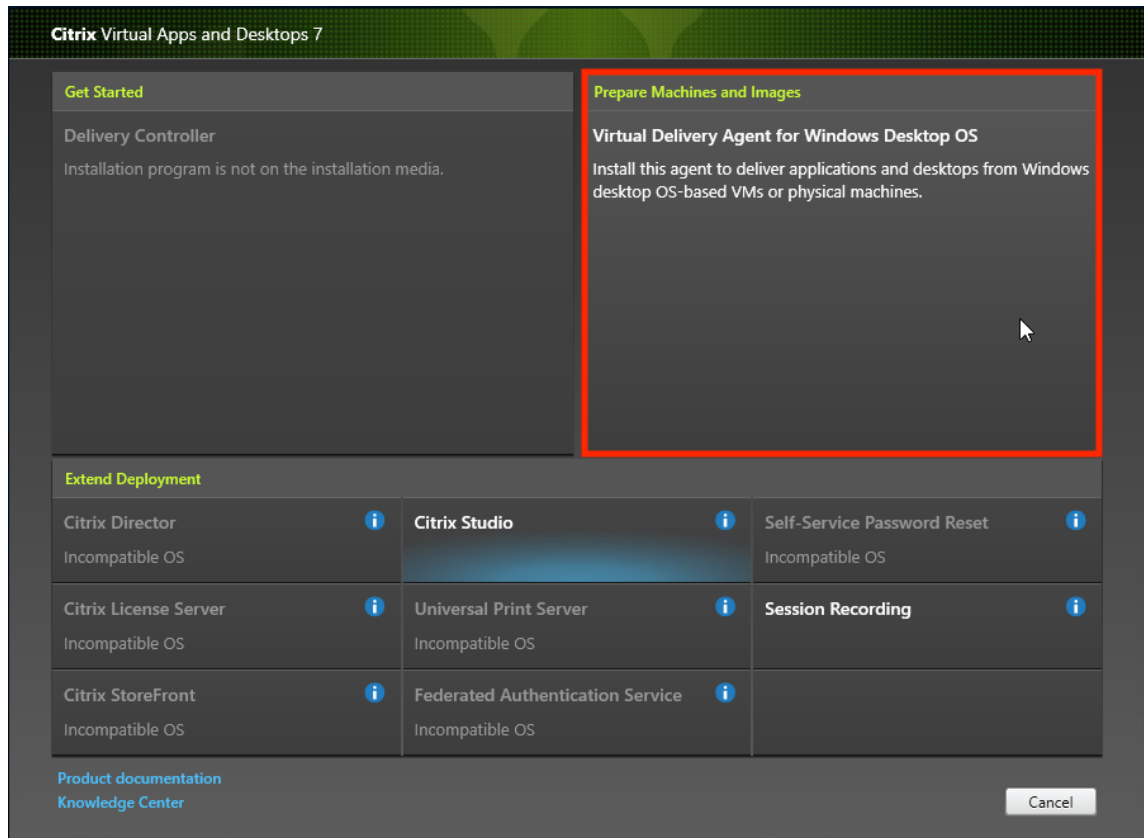 Citrix Virtual Apps and Desktops 7
Get Started
Delivery Controller
Installation program is not on the installation media.
Prepare Machines and Images
Virtual Delivery Agent for Windows Desktop OS
Install this agent to deliver applications and desktops from Windows
desktop OS-based VMs or physical machines.
Extend Deployment
Citrix Director
Incompatible OS
Citrix Studio
Self-Service Password Reset
Incompatible OS
Citrix License Server
Incompatible OS
Universal Print Server
Incompatible OS
Session Recording
Citrix StoreFront
Incompatible OS
Federated Authentication Service
Incompatible OS
Product documentation
Knowledge Center
Cancel